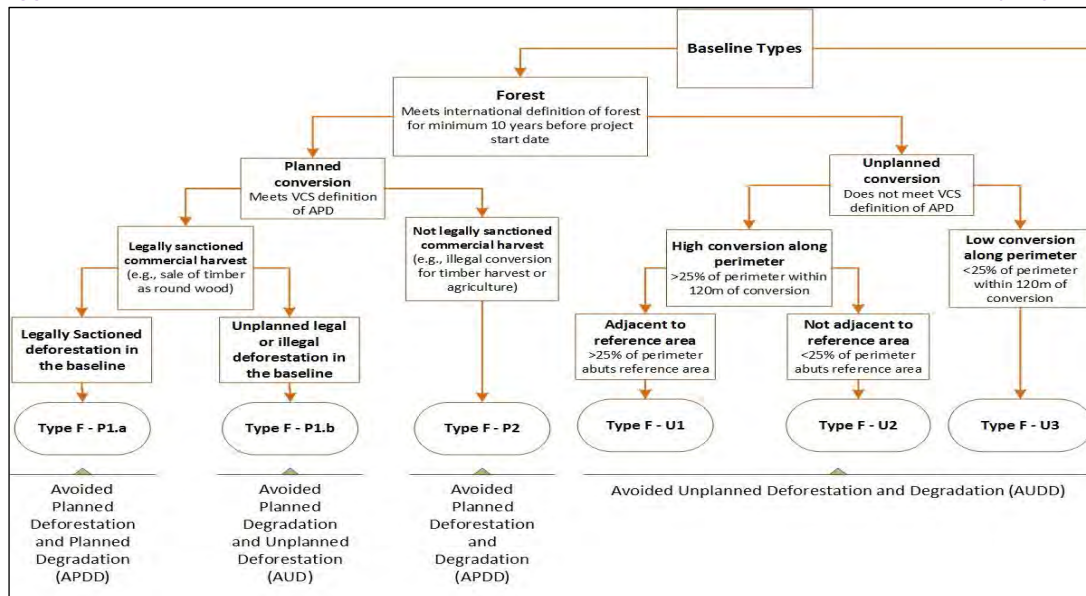 Baseline Types
Forest
Meets international definition of forest
for minimum 10 years before project
start date
Planned
conversion
Meets VCS definition
of APD
Unplanned
conversion
Does not meet VCS
definition of APD
Legally sanctioned
commercial harvest
(e.g., sale of timber
as round wood)
Not legally sanctioned
commercial harvest
(e.g., illegal conversion
for timber harvest or
agriculture)
High conversion along
perimeter
>25% of perimeter within
120m of conversion
Low conversion
along perimeter
<25% of perimeter
within 120m of
conversion
Legally Sactioned
deforestation in
the baseline
Unplanned legal
or illegal
deforestation in
the baseline
Adjacent to
reference area
>25% of perimeter
abuts reference area
Not adjacent to
reference area
<25% of perimeter
abuts reference area
Type F - P1.a
Type F - P1.b
Type F - P2
Type F - U1
Type F - U2
Type F - U3
Avoided
Planned
Deforestation
and Planned
Degradation
(APDD)
Avoided
Planned
Degradation
and Unplanned
Deforestation
(AUD)
Avoided
Planned
Deforestation
and
Degradation
(APDD)
Avoided Unplanned Deforestation and Degradation (AUDD)